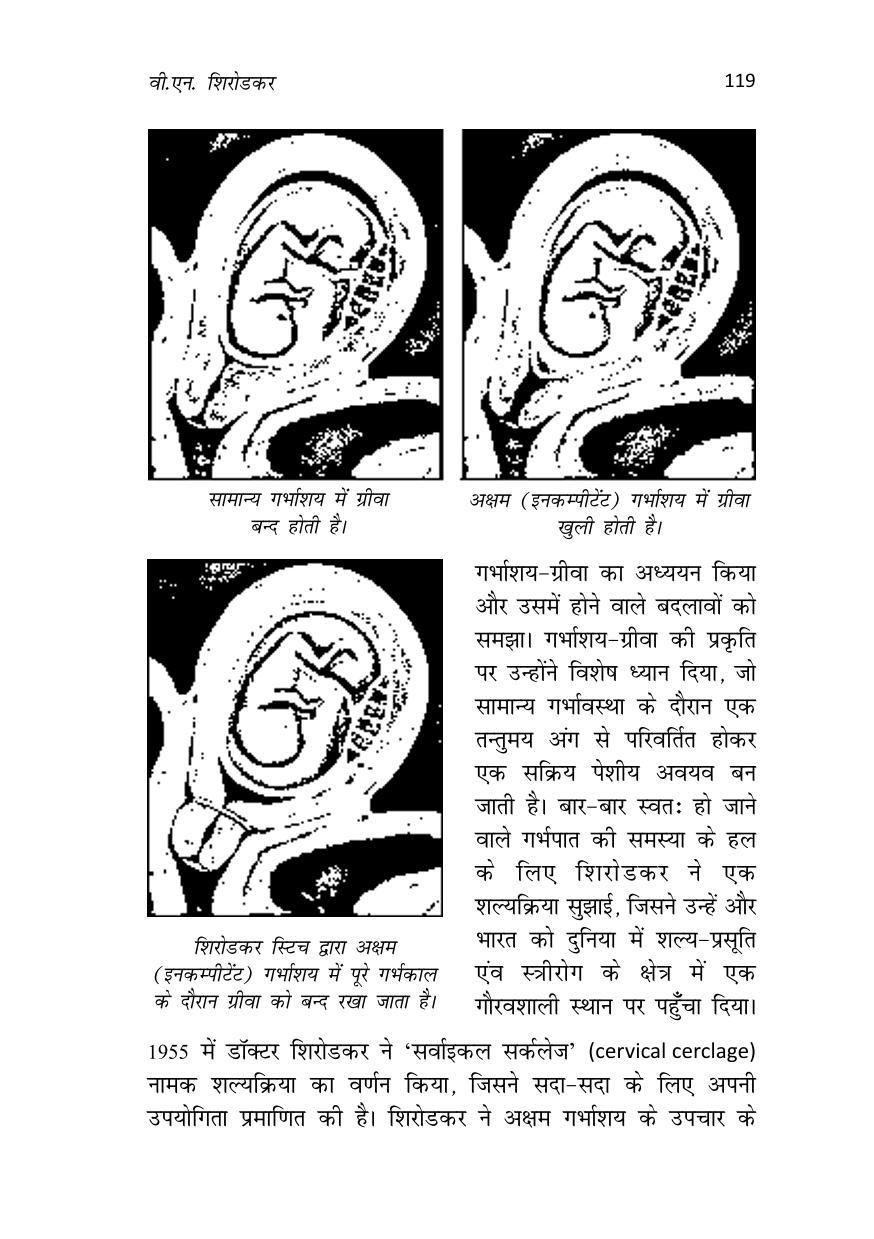 वी.एन. शिरोडकर
119
सामान्य गर्भाशय में ग्रीवा
बन्द होती है।
अक्षम (इनकम्पीटेंट) गर्भाशय में ग्रीवा
खुली होती है।
शिरोडकर स्टिच द्वारा अक्षम
(इनकम्पीटेंट) गर्भाशय में पूरे गर्भकाल
के दौरान ग्रीवा को बन्द रखा जाता है।
गर्भाशय-ग्रीवा का अध्ययन किया
और उसमें होने वाले बदलावों को
समझा। गर्भाशय-ग्रीवा की प्रकृति
पर उन्होंने विशेष ध्यान दिया, जो
सामान्य गर्भावस्था के दौरान एक
तन्तुमय अंग से परिवर्तित होकर
एक सक्रिय पेशीय अवयव बन
जाती है। बार-बार स्वतः हो जाने
वाले गर्भपात की समस्या के हल
के लिए शिरोडकर ने एक
शल्यक्रिया सुझाई, जिसने उन्हें और
भारत को दुनिया में शल्य-प्रसूति
एंव स्त्रीरोग के क्षेत्र में एक
गौरवशाली स्थान पर पहुँचा दिया।
1955 में डॉक्टर शिरोडकर ने ‘सर्वाइकल सर्कलेज’ (cervical cerclage)
नामक शल्यक्रिया का वर्णन किया, जिसने सदा-सदा के लिए अपनी
उपयोगिता प्रमाणित की है। शिरोडकर ने अक्षम गर्भाशय के उपचार के